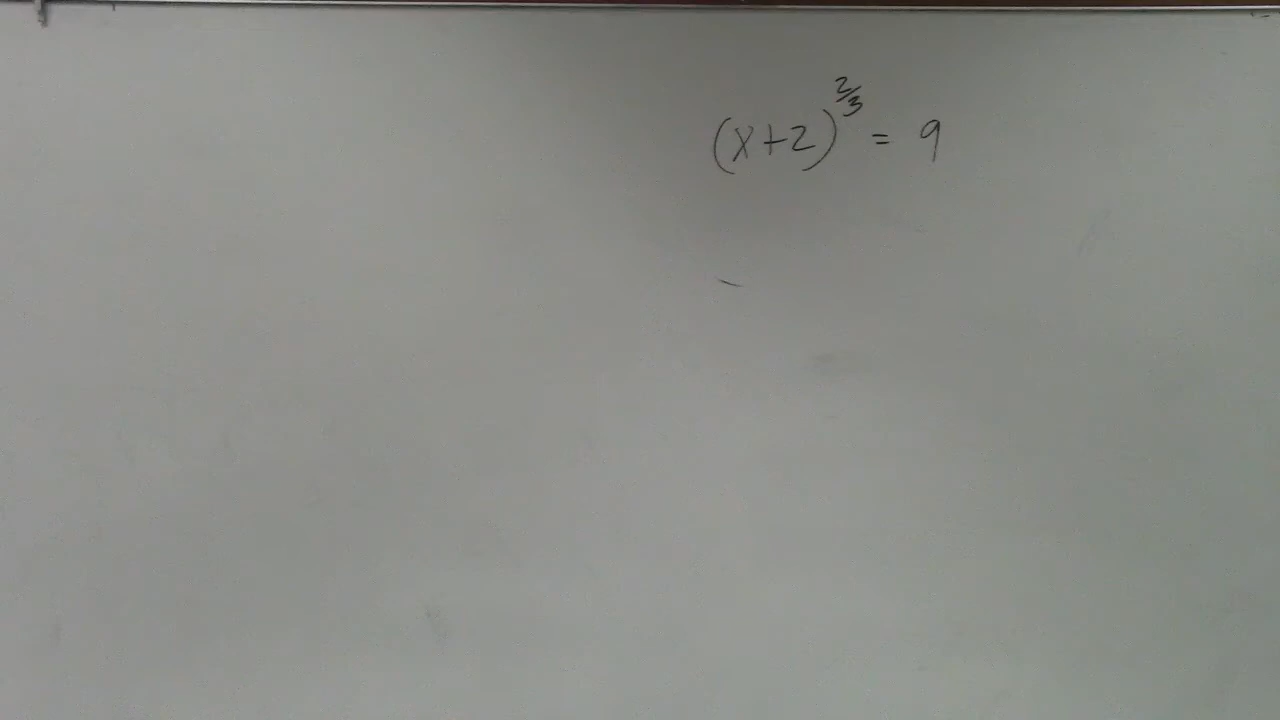 (x+2)^{2/3} = 9